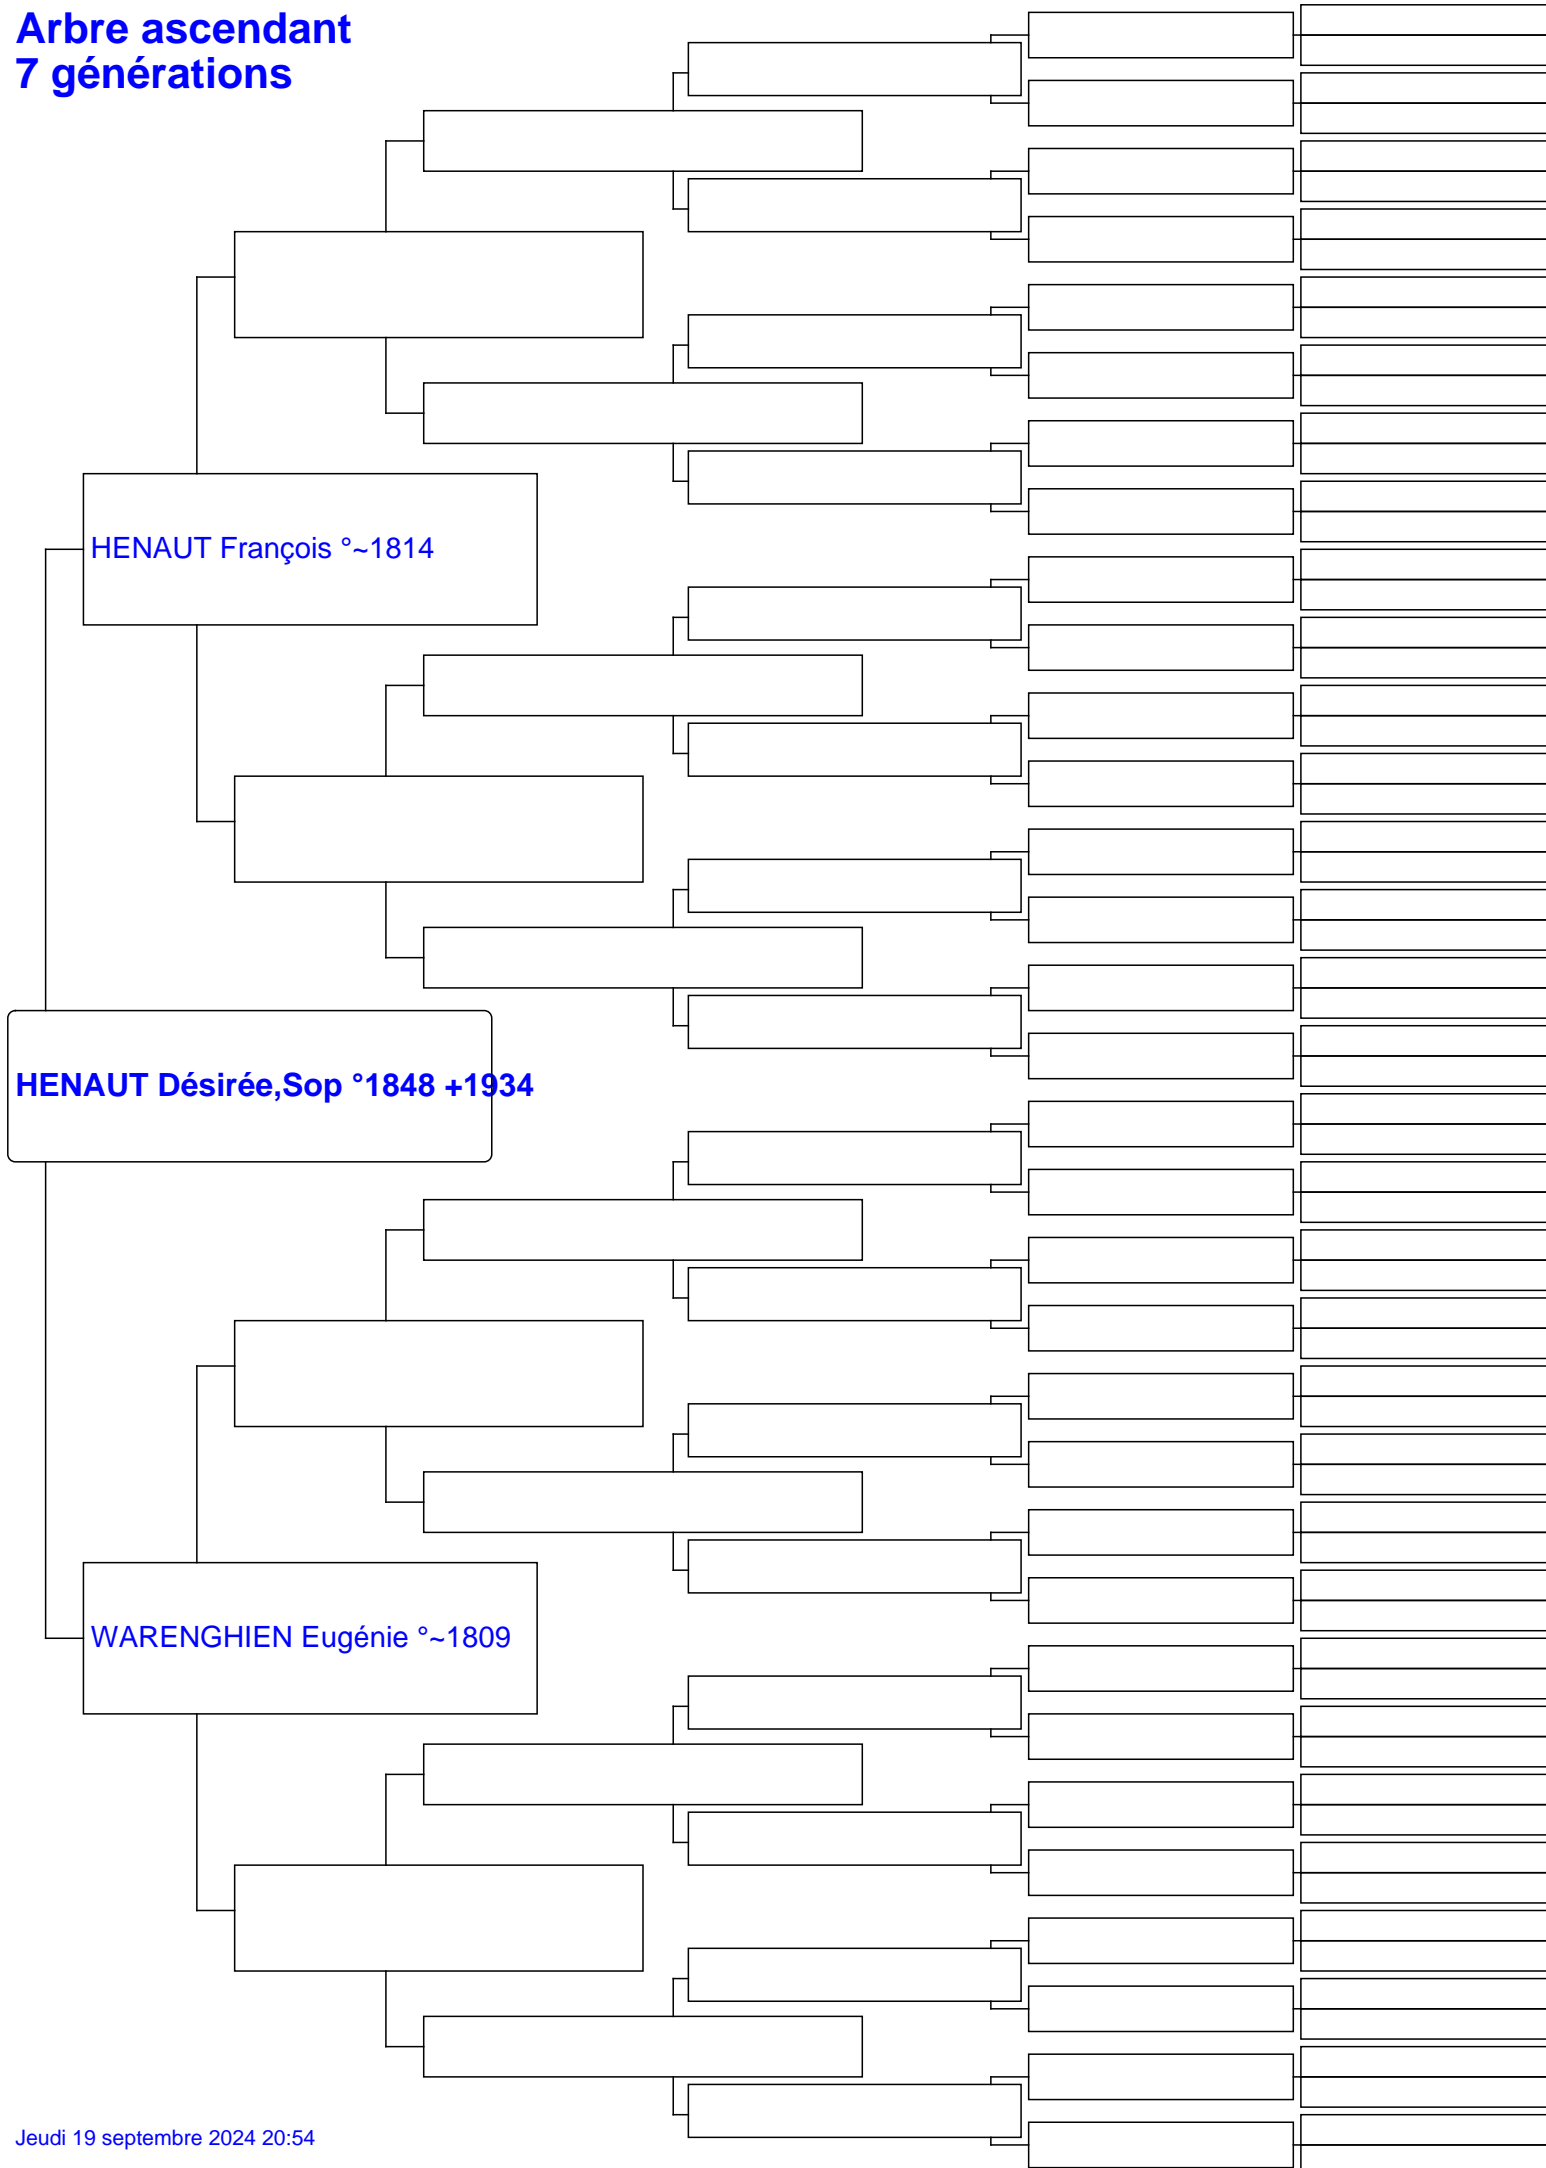 Arbre ascendant
7 générations
HENAUT François °~1814
HENAUT Désirée,Sop °1848 +1934
WARENGHIEN Eugénie °~1809
Jeudi 19 septembre 2024 20:54